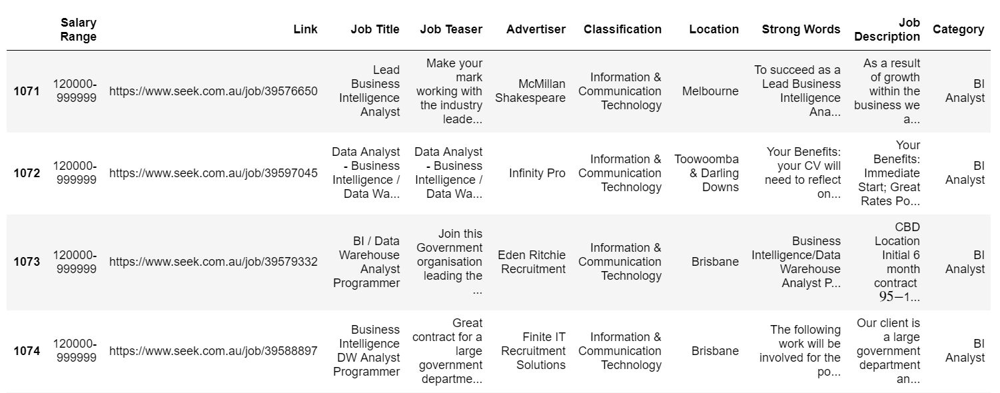 Salary Range Link Job Title Job Teaser Advertiser Classification Location Strong Words Job Description Category
1071 120000-999999 https://www.seek.com.au/job/39576650 Lead Business Intelligence Analyst Make your mark working with the industry leade... McMillan Shakespeare Information & Communication Technology Melbourne To succeed as a Lead Business Intelligence Ana... As a result of growth within the business we a... BI Analyst
1072 120000-999999 https://www.seek.com.au/job/39597045 Data Analyst - Business Intelligence / Data Wa... Data Analyst - Business Intelligence / Data Wa... Infinity Pro Information & Communication Technology Toowoomba & Darling Downs Your Benefits: your CV will need to reflect on... Your Benefits: Immediate Start; Great Rates Po... BI Analyst
1073 120000-999999 https://www.seek.com.au/job/39579332 BI / Data Warehouse Analyst Programmer Join this Government organisation leading the ... Eden Ritchie Recruitment Information & Communication Technology Brisbane Business Intelligence/Data Warehouse Analyst P... CBD Location Initial 6 month contract 95−1... BI Analyst
1074 120000-999999 https://www.seek.com.au/job/39588897 Business Intelligence DW Analyst Programmer Great contract for a large government departme... Finite IT Recruitment Solutions Information & Communication Technology Brisbane The following work will be involved for the po... Our client is a large government department an... BI Analyst